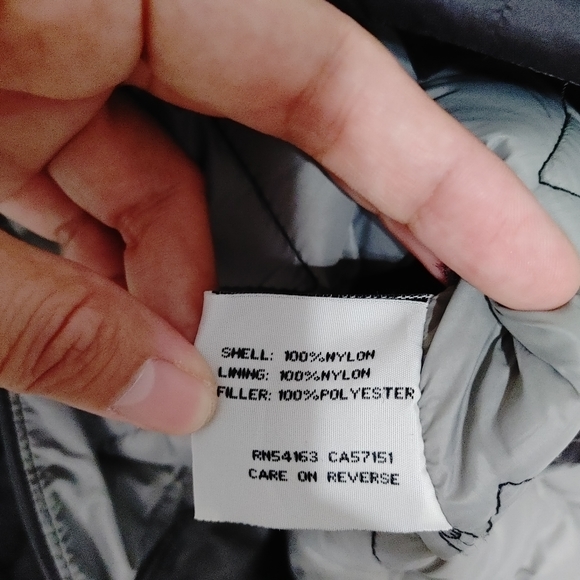 SHELL: 100%NYLON
LINING: 100%NYLON
FILLER: 100%POLYESTER
RN54163 CA57151
CARE ON REVERSE